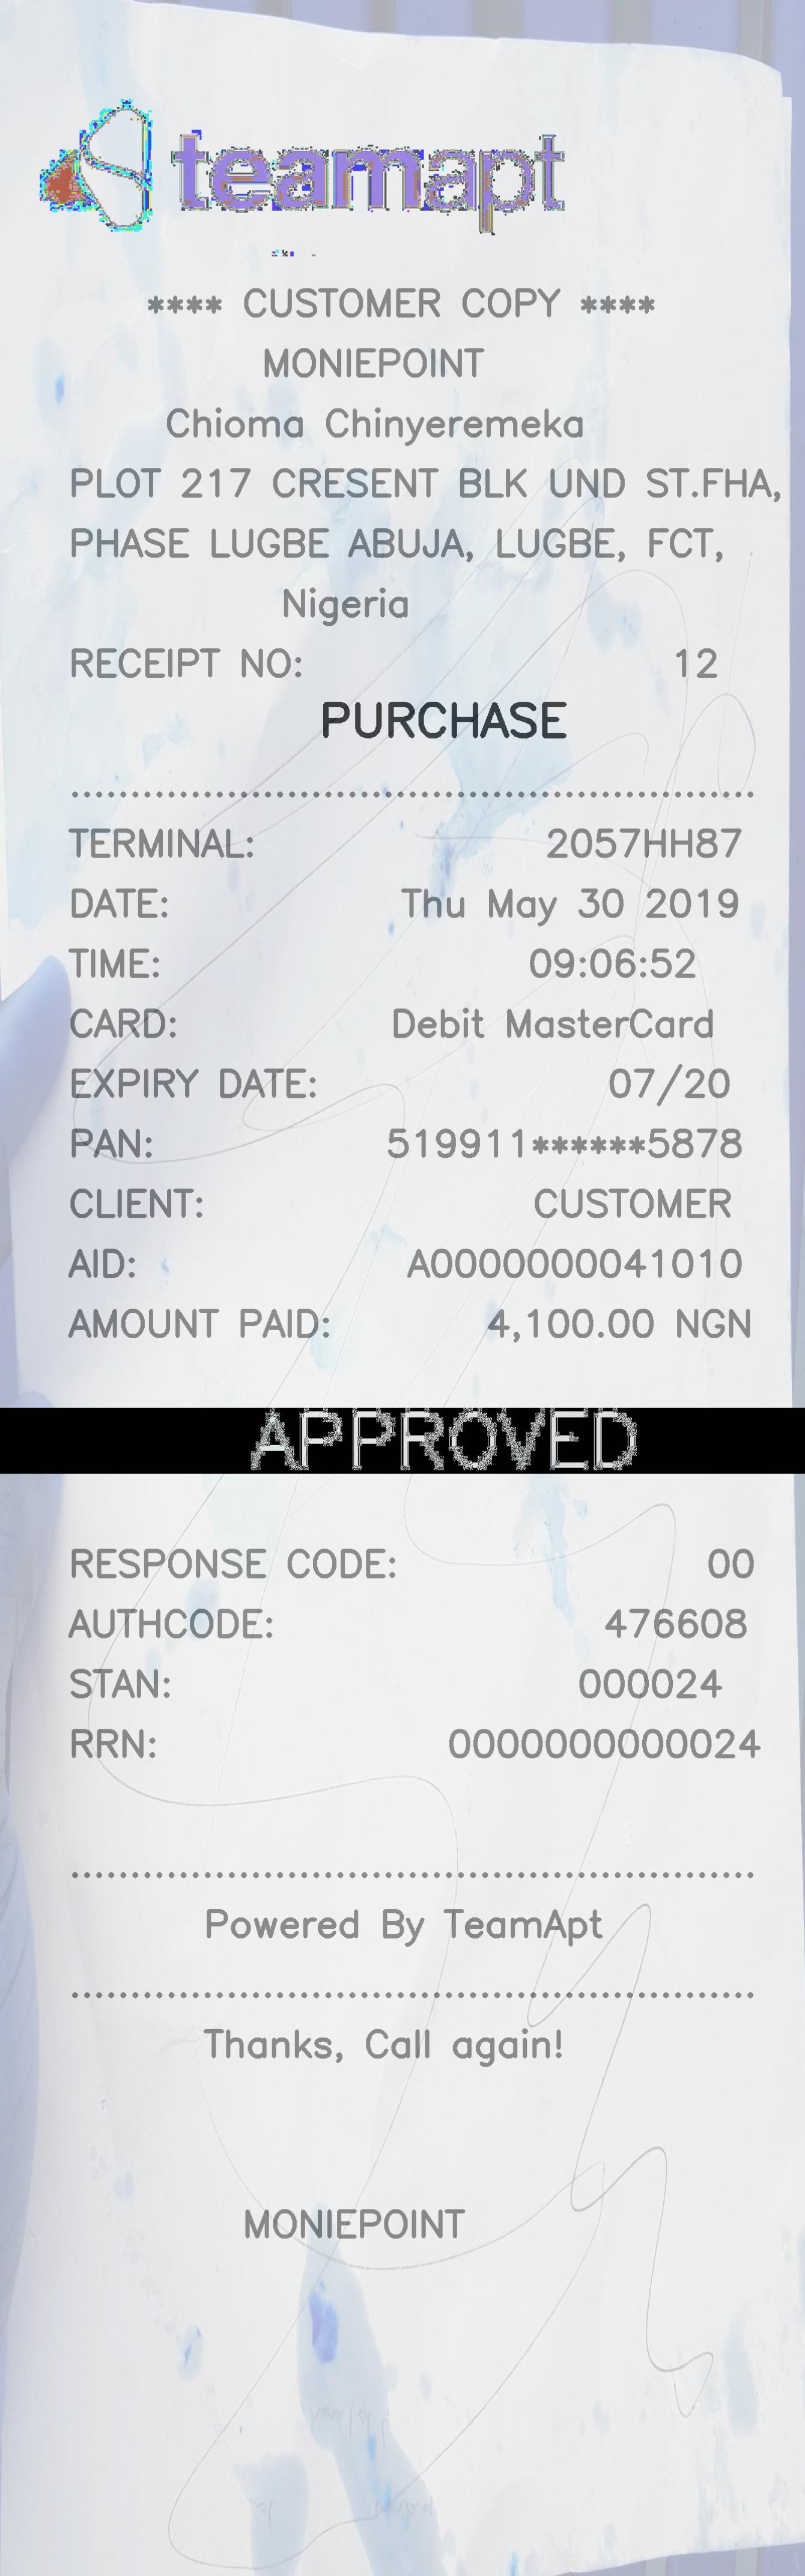 teamapt
**** CUSTOMER COPY ****
MONIEPOINT
Chioma Chinyeremeka
PLOT 217 CRESENT BLK UND ST.FHA,
PHASE LUGBE ABUJA, LUGBE, FCT,
Nigeria
RECEIPT NO: 12
PURCHASE
TERMINAL: 2057HH87
DATE: Thu May 30 2019
TIME: 09:06:52
CARD: Debit MasterCard
EXPIRY DATE: 07/20
PAN: 519911******5878
CLIENT: CUSTOMER
AID: A0000000041010
AMOUNT PAID: 4,100.00 NGN
APPROVED
RESPONSE CODE: 00
AUTHCODE: 476608
STAN: 000024
RRN: 000000000024
Powered By TeamApt
Thanks, Call again!
MONIEPOINT